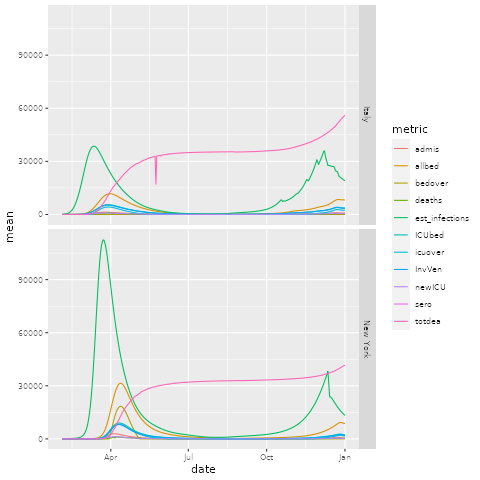 90000
60000
30000
0
Italy
90000
60000
30000
0
New York
mean
Apr
Jul
Oct
Jan
date
metric
admis
allbed
bedover
deaths
est_infections
ICUbed
icuover
InvVen
newICU
sero
totdea